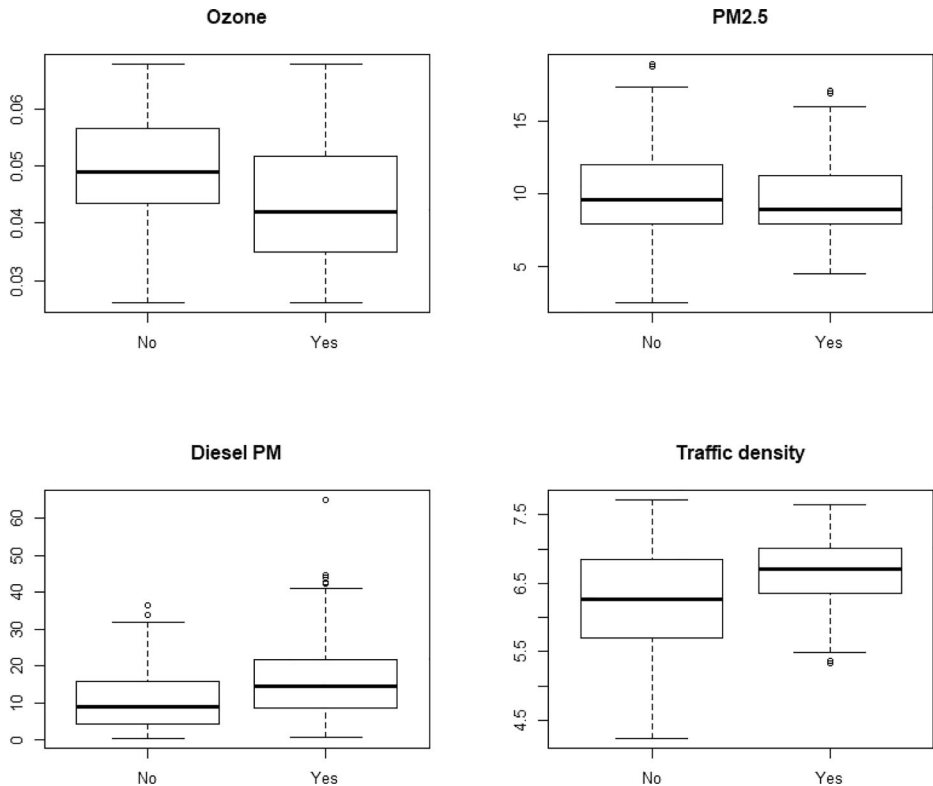 Ozone
0.06
0.05
0.04
0.03
No Yes
PM2.5
15
10
5
No Yes
Diesel PM
60
50
40
30
20
10
0
No Yes
Traffic density
7.5
6.5
5.5
4.5
No Yes